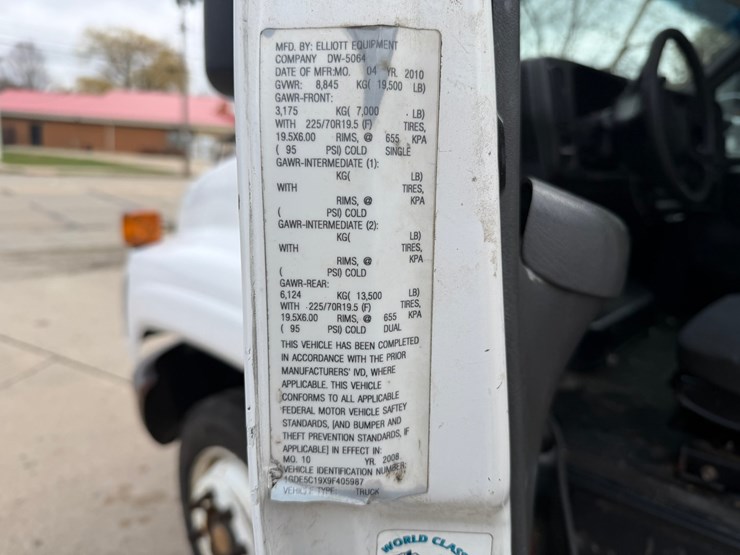 MFD. BY: ELLIOTT EQUIPMENT
COMPANY DW-5064
DATE OF MFR:MO. 04 YR. 2010
GVWR: 8,845 KG( 19,500 LB)
GAWR-FRONT:
3,175 KG( 7,000 LB)
WITH 225/70R19.5 (F) TIRES,
19.5X6.00 RIMS, @ 655 KPA
( 95 PSI) COLD SINGLE
GAWR-INTERMEDIATE (1):
KG( LB)
WITH TIRES,
RIMS, @ KPA
( PSI) COLD
GAWR-INTERMEDIATE (2):
KG( LB)
WITH TIRES,
RIMS, @ KPA
( PSI) COLD
GAWR-REAR:
6,124 KG( 13,500 LB)
WITH 225/70R19.5 (F) TIRES,
19.5X6.00 RIMS, @ 655 KPA
( 95 PSI) COLD DUAL
THIS VEHICLE HAS BEEN COMPLETED
IN ACCORDANCE WITH THE PRIOR
MANUFACTURERS' IVD, WHERE
APPLICABLE. THIS VEHICLE
CONFORMS TO ALL APPLICABLE
FEDERAL MOTOR VEHICLE SAFTEY
STANDARDS, [AND BUMPER AND
THEFT PREVENTION STANDARDS, IF
APPLICABLE] IN EFFECT IN:
MO. 10 YR. 2008
VEHICLE IDENTIFICATION NUMBER:
1GDE5C19X9F405987
VEHICLE TYPE TRUCK
WORLD CLASS